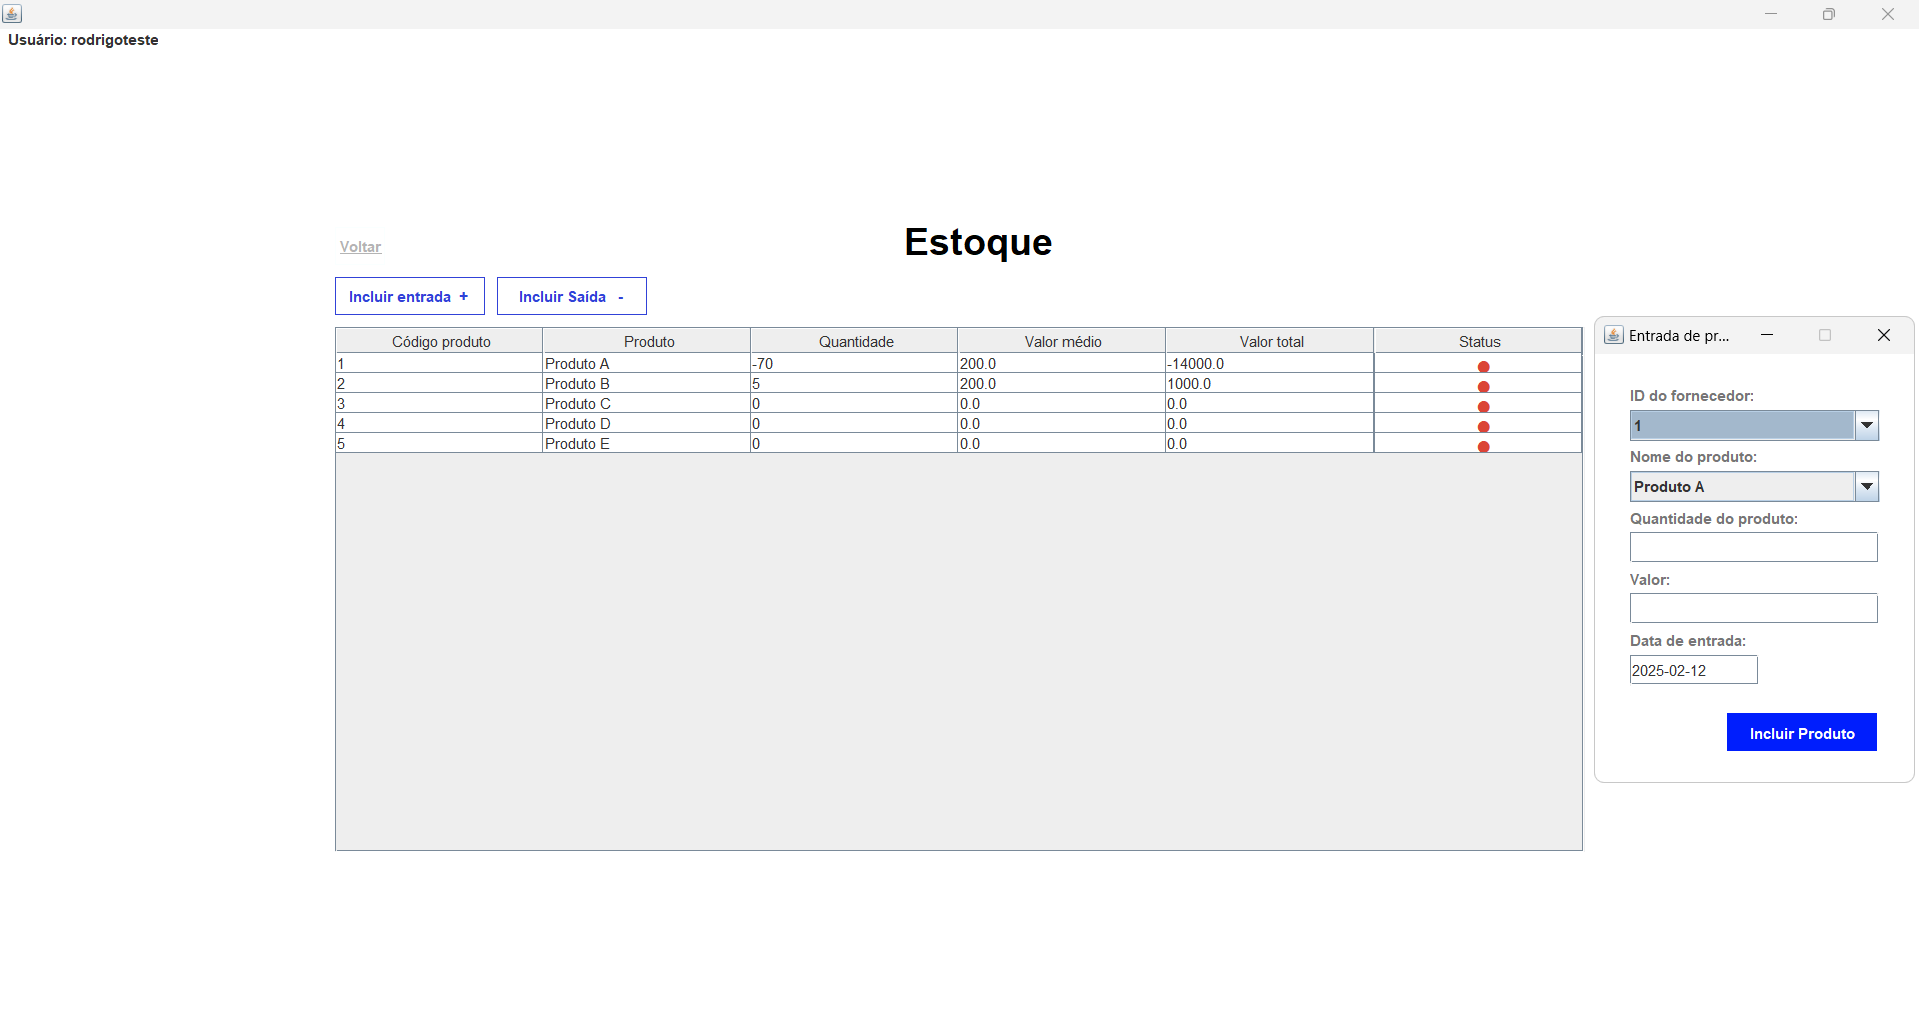 Usuário: rodrigoteste
Voltar
Estoque
Incluir entrada +
Incluir Saída -
Código produto Produto Quantidade Valor médio Valor total Status
1 Produto A -70 200.0 -14000.0
2 Produto B 5 200.0 1000.0
3 Produto C 0 0.0 0.0
4 Produto D 0 0.0 0.0
5 Produto E 0 0.0 0.0
Entrada de pr...
ID do fornecedor:
1
Nome do produto:
Produto A
Quantidade do produto:
Valor:
Data de entrada:
2025-02-12
Incluir Produto